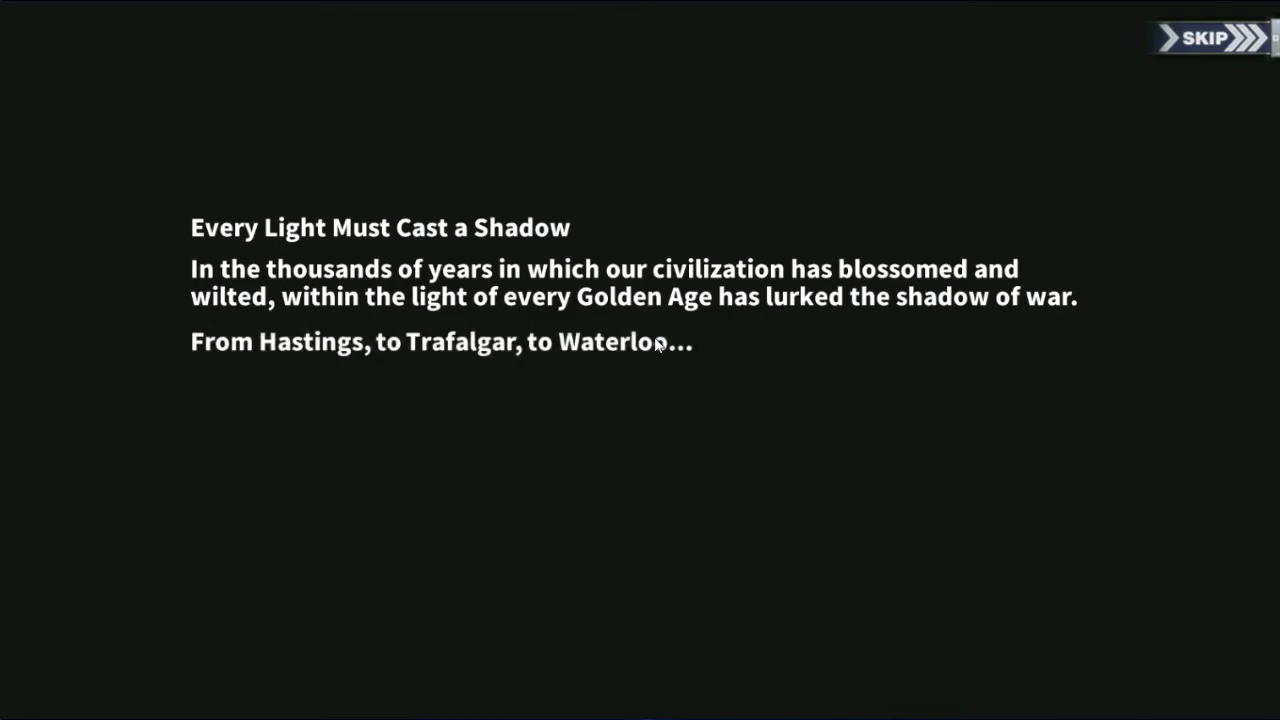 SKIP
Every Light Must Cast a Shadow
In the thousands of years in which our civilization has blossomed and
wilted, within the light of every Golden Age has lurked the shadow of war.
From Hastings, to Trafalgar, to Waterloo...